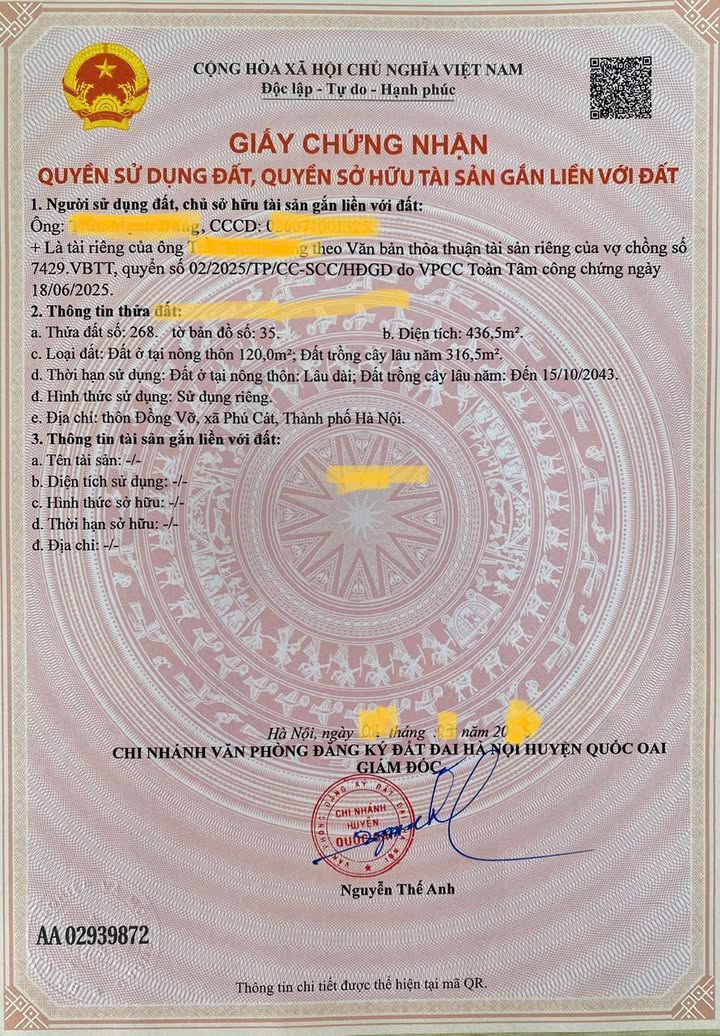 CỘNG HÒA XÃ HỘI CHỦ NGHĨA VIỆT NAM
Độc lập - Tự do - Hạnh phúc
GIẤY CHỨNG NHẬN
QUYỀN SỬ DỤNG ĐẤT, QUYỀN SỞ HỮU TÀI SẢN GẮN LIỀN VỚI ĐẤT
1. Người sử dụng đất, chủ sở hữu tài sản gắn liền với đất:
Ông: , CCCD:
+ Là tài riêng của ông theo Văn bản thỏa thuận tài sản riêng của vợ chồng số
7429.VBTT, quyển số 02/2025/TP/CC-SCC/HĐGD do VPCC Toàn Tâm công chứng ngày
18/06/2025.
2. Thông tin thửa đất:
a. Thửa đất số: 268. tờ bản đồ số: 35. b. Diện tích: 436,5m².
c. Loại đất: Đất ở tại nông thôn 120,0m²; Đất trồng cây lâu năm 316,5m².
d. Thời hạn sử dụng: Đất ở tại nông thôn: Lâu dài; Đất trồng cây lâu năm: Đến 15/10/2043.
đ. Hình thức sử dụng: Sử dụng riêng.
e. Địa chỉ: thôn Đồng Vỡ, xã Phú Cát, Thành phố Hà Nội.
3. Thông tin tài sản gắn liền với đất:
a. Tên tài sản: -/-
b. Diện tích sử dụng: -/-
c. Hình thức sở hữu: -/-
d. Thời hạn sở hữu: -/-
đ. Địa chỉ: -/-
Hà Nội, ngày tháng năm 20
CHI NHÁNH VĂN PHÒNG ĐĂNG KÝ ĐẤT ĐAI HÀ NỘI HUYỆN QUỐC OAI
GIÁM ĐỐC
VĂN PHÒNG ĐĂNG KÝ ĐẤT ĐAI HÀ NỘI
CHI NHÁNH
HUYỆN
QUỐC OAI
Nguyễn Thế Anh
AA 02939872
Thông tin chi tiết được thể hiện tại mã QR.